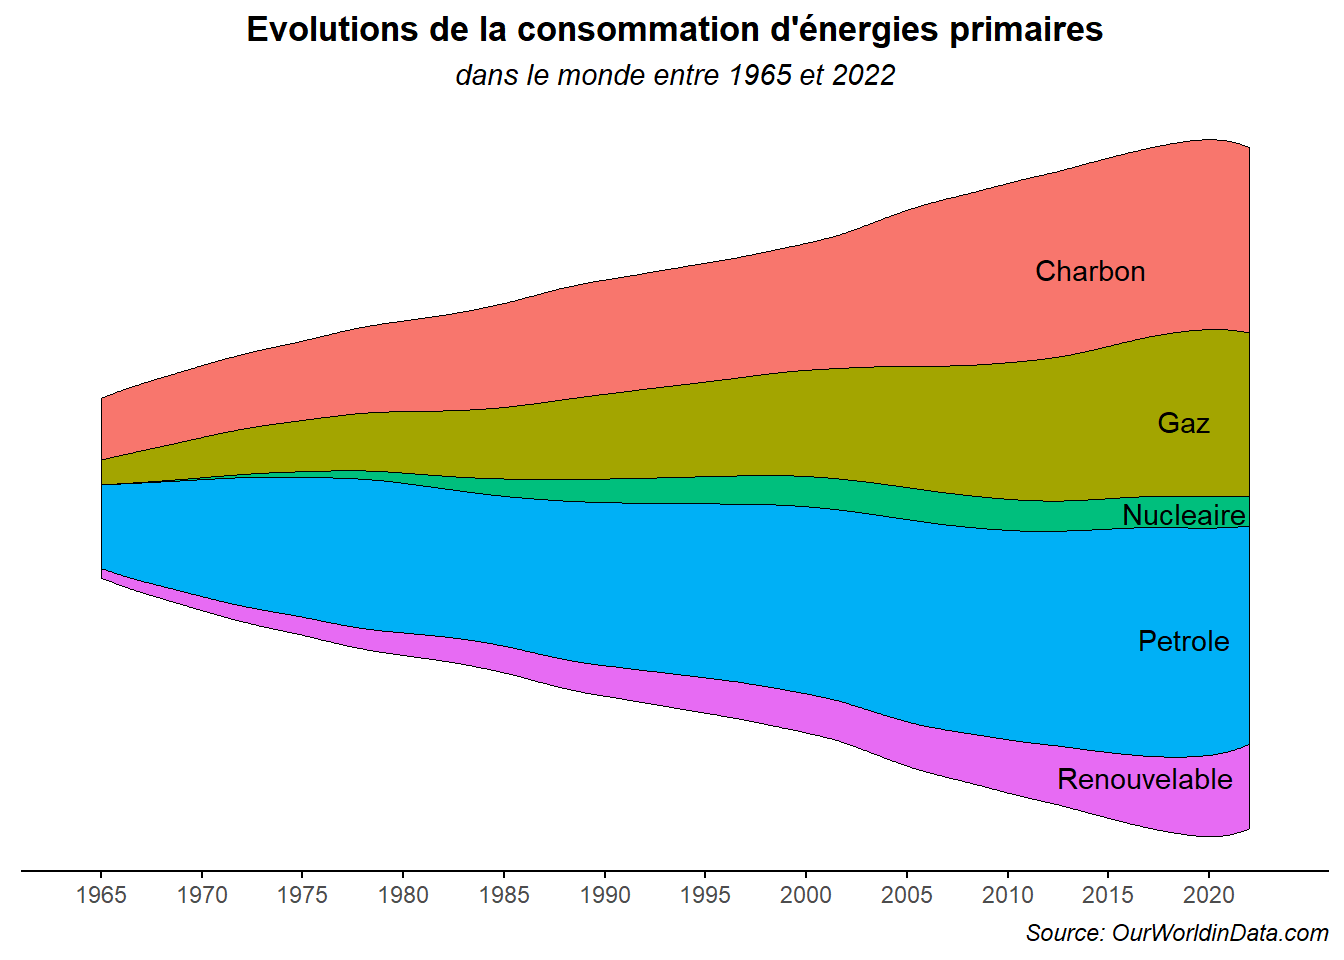 Evolutions de la consommation d'énergies primaires
dans le monde entre 1965 et 2022
Charbon
Gaz
Nucleaire
Petrole
Renouvelable
1965 1970 1975 1980 1985 1990 1995 2000 2005 2010 2015 2020
Source: OurWorldinData.com